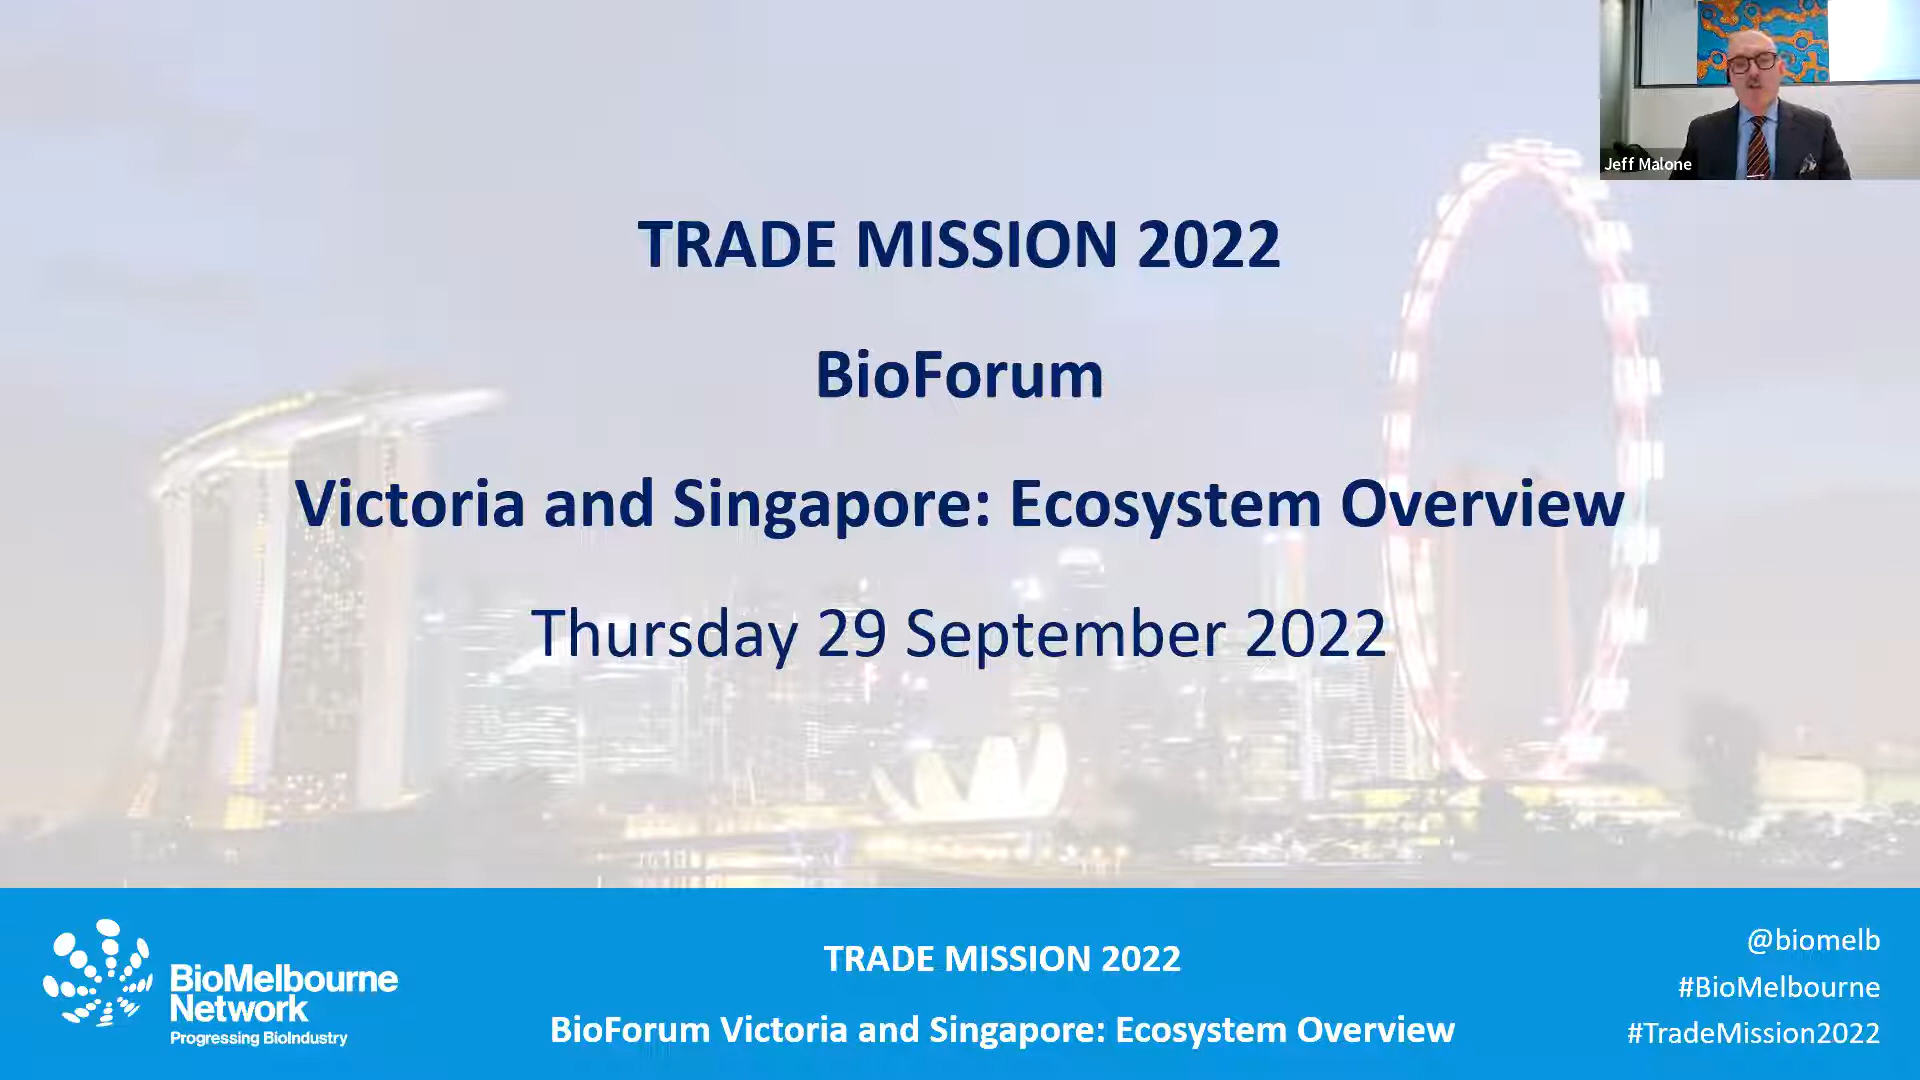 Jeff Malone
TRADE MISSION 2022
BioForum
Victoria and Singapore: Ecosystem Overview
Thursday 29 September 2022
BioMelbourne
Network
Progressing BioIndustry
TRADE MISSION 2022
BioForum Victoria and Singapore: Ecosystem Overview
@biomelb
#BioMelbourne
#TradeMission2022